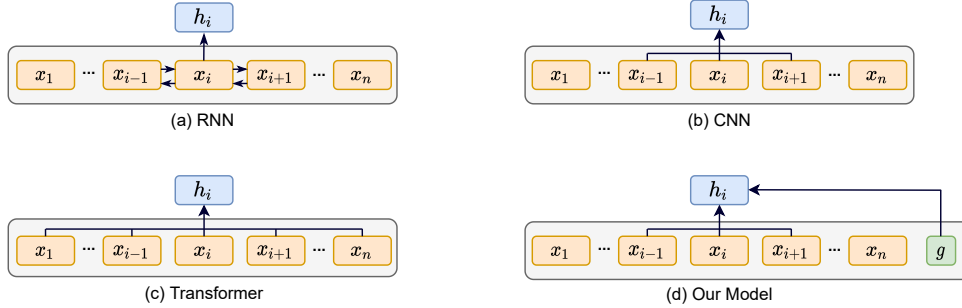 h_i
x_1 ··· x_{i-1} x_i x_{i+1} ··· x_n
(a) RNN
h_i
x_1 ··· x_{i-1} x_i x_{i+1} ··· x_n
(b) CNN
h_i
x_1 ··· x_{i-1} x_i x_{i+1} ··· x_n
(c) Transformer
h_i
x_1 ··· x_{i-1} x_i x_{i+1} ··· x_n g
(d) Our Model